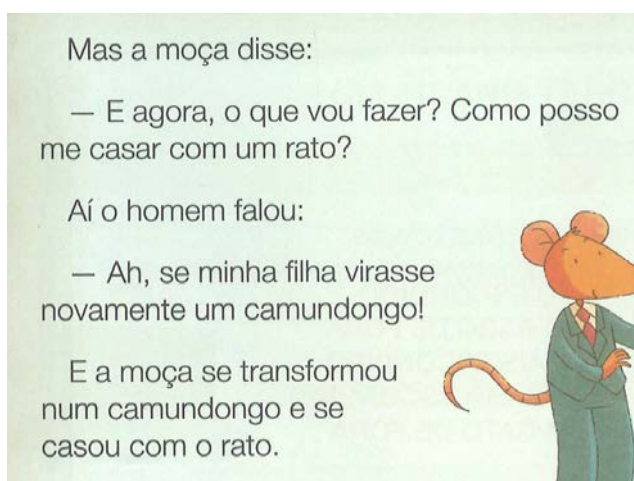 Mas a moça disse:
— E agora, o que vou fazer? Como posso
me casar com um rato?
Aí o homem falou:
— Ah, se minha filha virasse
novamente um camundongo!
E a moça se transformou
num camundongo e se
casou com o rato.